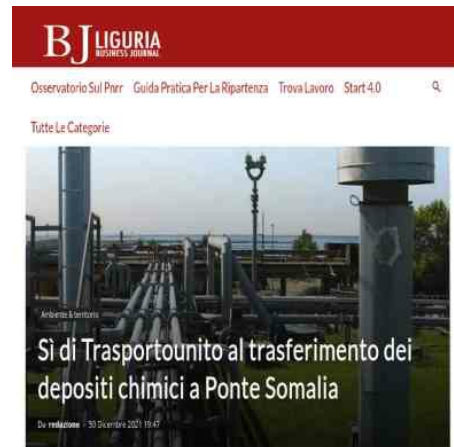 BJ LIGURIA
BUSINESS JOURNAL
Osservatorio Sul Pnrr Guida Pratica Per La Ripartenza Trova Lavoro Start 4.0
Tutte Le Categorie
Ambiente & territorio
Sì di Trasportounito al trasferimento dei
depositi chimici a Ponte Somalia
Da redazione - 30 Dicembre 2021 19:47